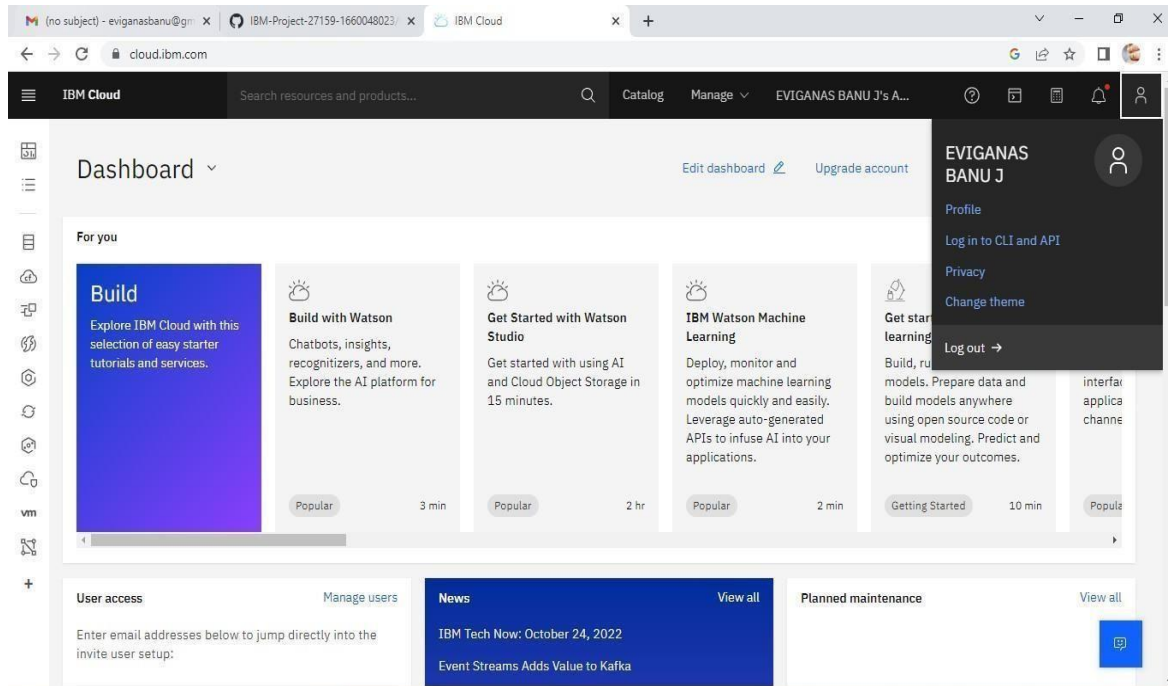 (no subject) - eviganasbanu@gm
IBM-Project-27159-1660048023/
IBM Cloud
cloud.ibm.com
IBM Cloud
Search resources and products...
Catalog
Manage
EVIGANAS BANU J's A...
EVIGANAS
BANU J
Profile
Log in to CLI and API
Privacy
Change theme
Log out →
Dashboard
Edit dashboard
Upgrade account
For you
Build
Explore IBM Cloud with this
selection of easy starter
tutorials and services.
Build with Watson
Chatbots, insights,
recognizers, and more.
Explore the AI platform for
business.
Popular 3 min
Get Started with Watson
Studio
Get started with using AI
and Cloud Object Storage in
15 minutes.
Popular 2 hr
IBM Watson Machine
Learning
Deploy, monitor and
optimize machine learning
models quickly and easily.
Leverage auto-generated
APIs to infuse AI into your
applications.
Popular 2 min
Get star
learning
Build, ru
models. Prepare data and
build models anywhere
using open source code or
visual modeling. Predict and
optimize your outcomes.
Getting Started 10 min
interfac
applica
channe
Popula
vm
User access
Manage users
Enter email addresses below to jump directly into the
invite user setup:
News
View all
IBM Tech Now: October 24, 2022
Event Streams Adds Value to Kafka
Planned maintenance
View all